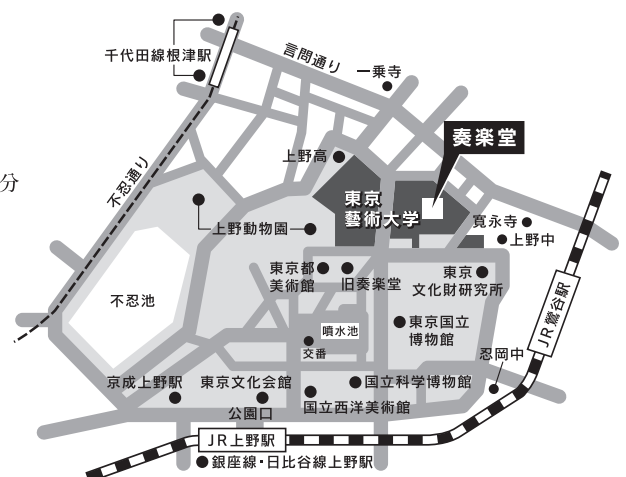 千代田線根津駅
言問通り
一乗寺
奏楽堂
上野高
分
不忍通り
東京
藝術大学
寛永寺
上野中
上野動物園
東京都
美術館
旧奏楽堂
東京
文化財研究所
JR鶯谷駅
不忍池
噴水池
東京国立
博物館
交番
忍岡中
京成上野駅
東京文化会館
国立科学博物館
公園口
国立西洋美術館
JR上野駅
銀座線・日比谷線上野駅